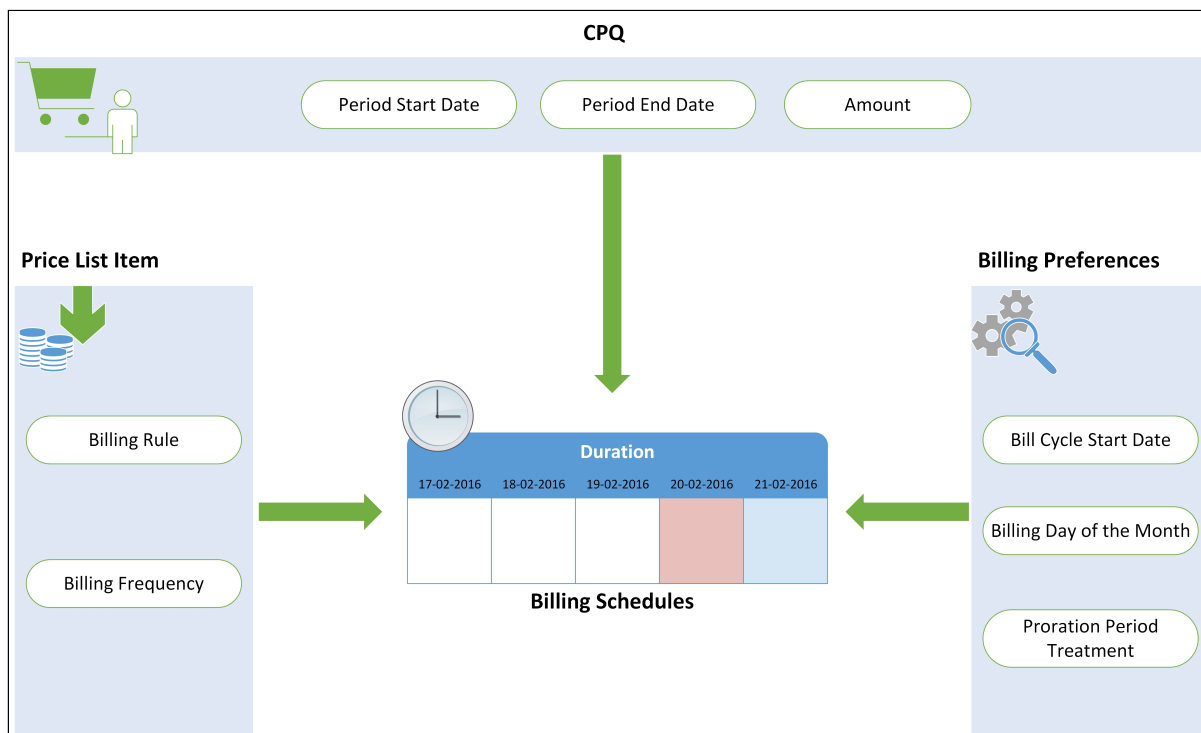 CPQ
Period Start Date
Period End Date
Amount
Price List Item
Billing Preferences
Billing Rule
Billing Frequency
Duration
17-02-2016
18-02-2016
19-02-2016
20-02-2016
21-02-2016
Billing Schedules
Bill Cycle Start Date
Billing Day of the Month
Proration Period
Treatment